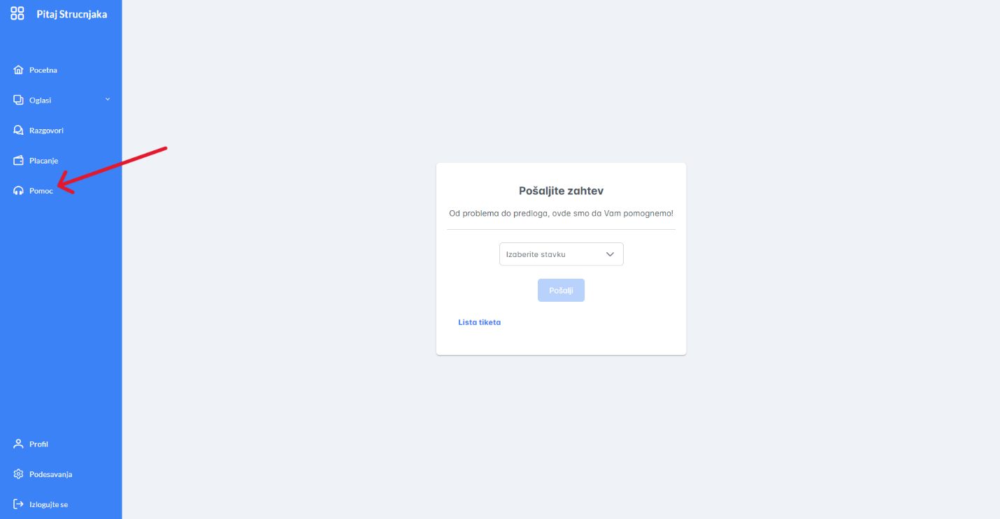 Pitaj Strucnjaka
Pocetna
Oglasi
Razgovori
Placanje
Pomoc
Profil
Podesavanja
Izlogujte se
Pošaljite zahtev
Od problema do predloga, ovde smo da Vam pomognemo!
Izaberite stavku
Pošalji
Lista tiketa